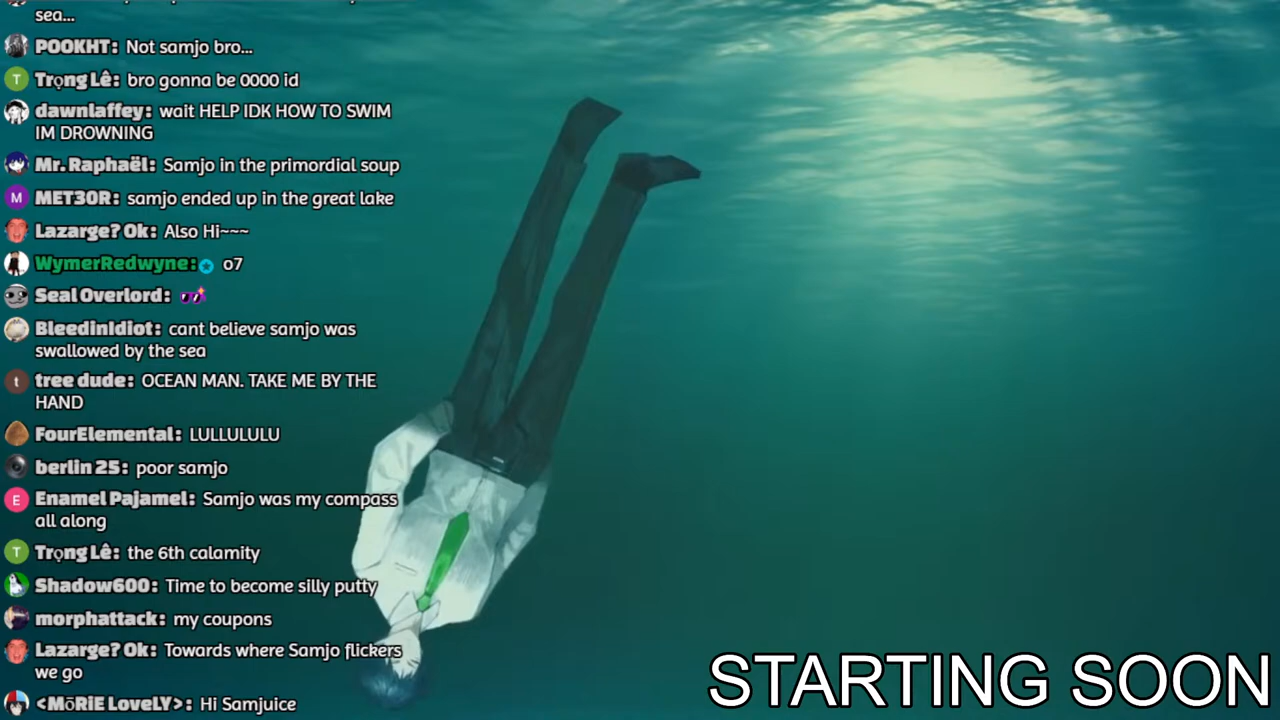 sea...
POOKHT: Not samjo bro...
T Trọng Lê: bro gonna be 0000 id
dawnlaffey: wait HELP IDK HOW TO SWIM
IM DROWNING
Mr. Raphaël: Samjo in the primordial soup
M MET30R: samjo ended up in the great lake
Lazarge? Ok: Also Hi~~~
WymerRedwyne: o7
Seal Overlord:
BleedinIdiot: cant believe samjo was
swallowed by the sea
t tree dude: OCEAN MAN. TAKE ME BY THE
HAND
FourElemental: LULLULULU
berlin 25: poor samjo
E Enamel Pajamel: Samjo was my compass
all along
T Trọng Lê: the 6th calamity
Shadow600: Time to become silly putty
morphattack: my coupons
Lazarge? Ok: Towards where Samjo flickers
we go
<MōRiE LoveLY>: Hi Samjuice
STARTING SOON